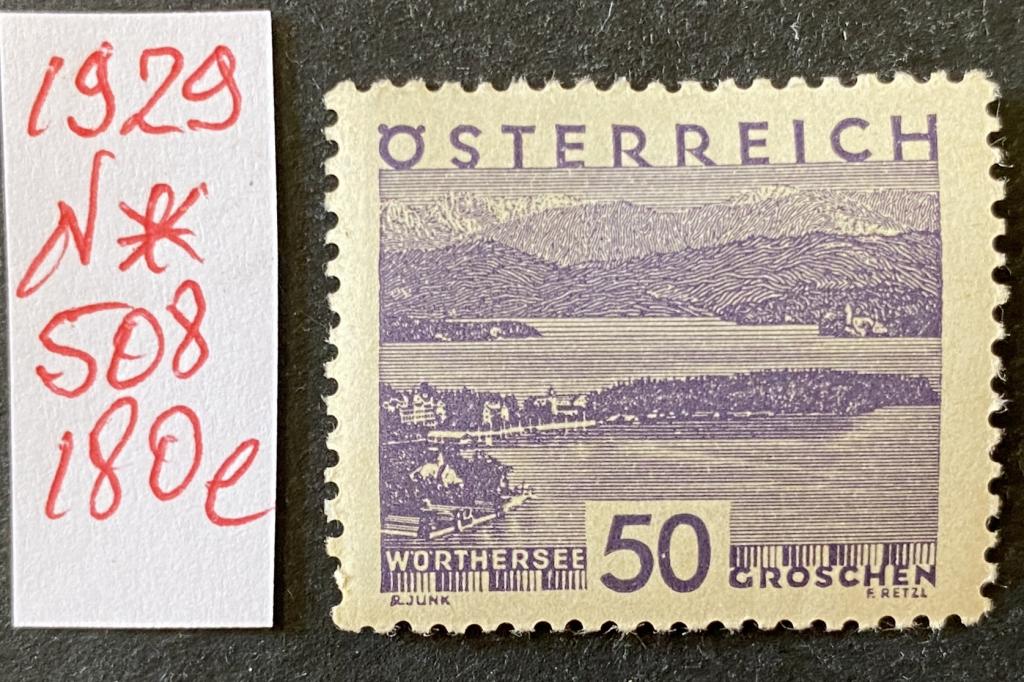 1929
N*
508
180e
ÖSTERREICH
WÖRTHERSEE
50
GROSCHEN
R. JUNK
F. RETZL